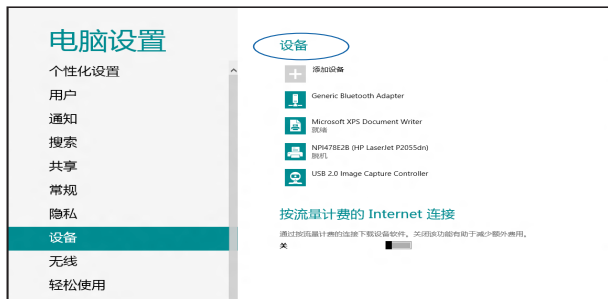 电脑设置
个性化设置
用户
通知
搜索
共享
常规
隐私
设备
无线
轻松使用
设备
添加设备
Generic Bluetooth Adapter
Microsoft XPS Document Writer
就绪
NPI478E2B (HP LaserJet P2055dn)
脱机
USB 2.0 Image Capture Controller
按流量计费的 Internet 连接
通过按流量计费的连接下载设备软件。关闭该功能有助于减少额外费用。
关